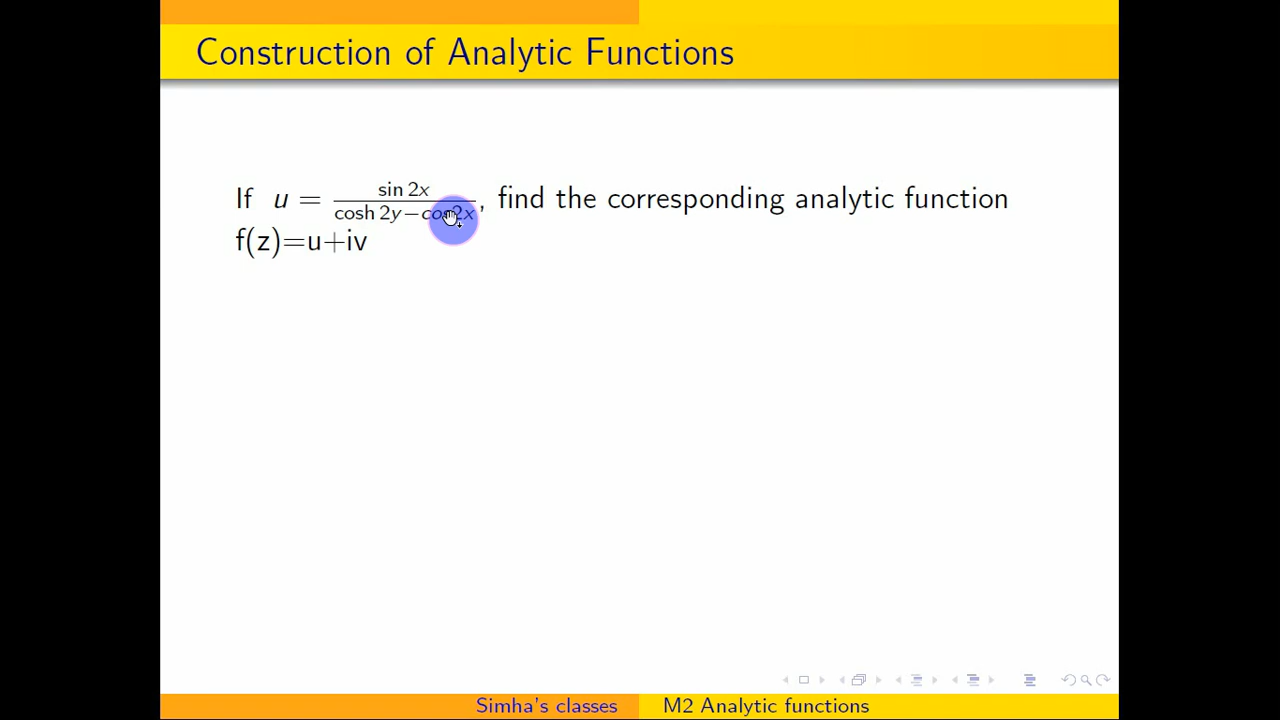 Construction of Analytic Functions
If u = sin 2x / cosh 2y−cos 2x, find the corresponding analytic function
f(z)=u+iv
Simha's classes M2 Analytic functions